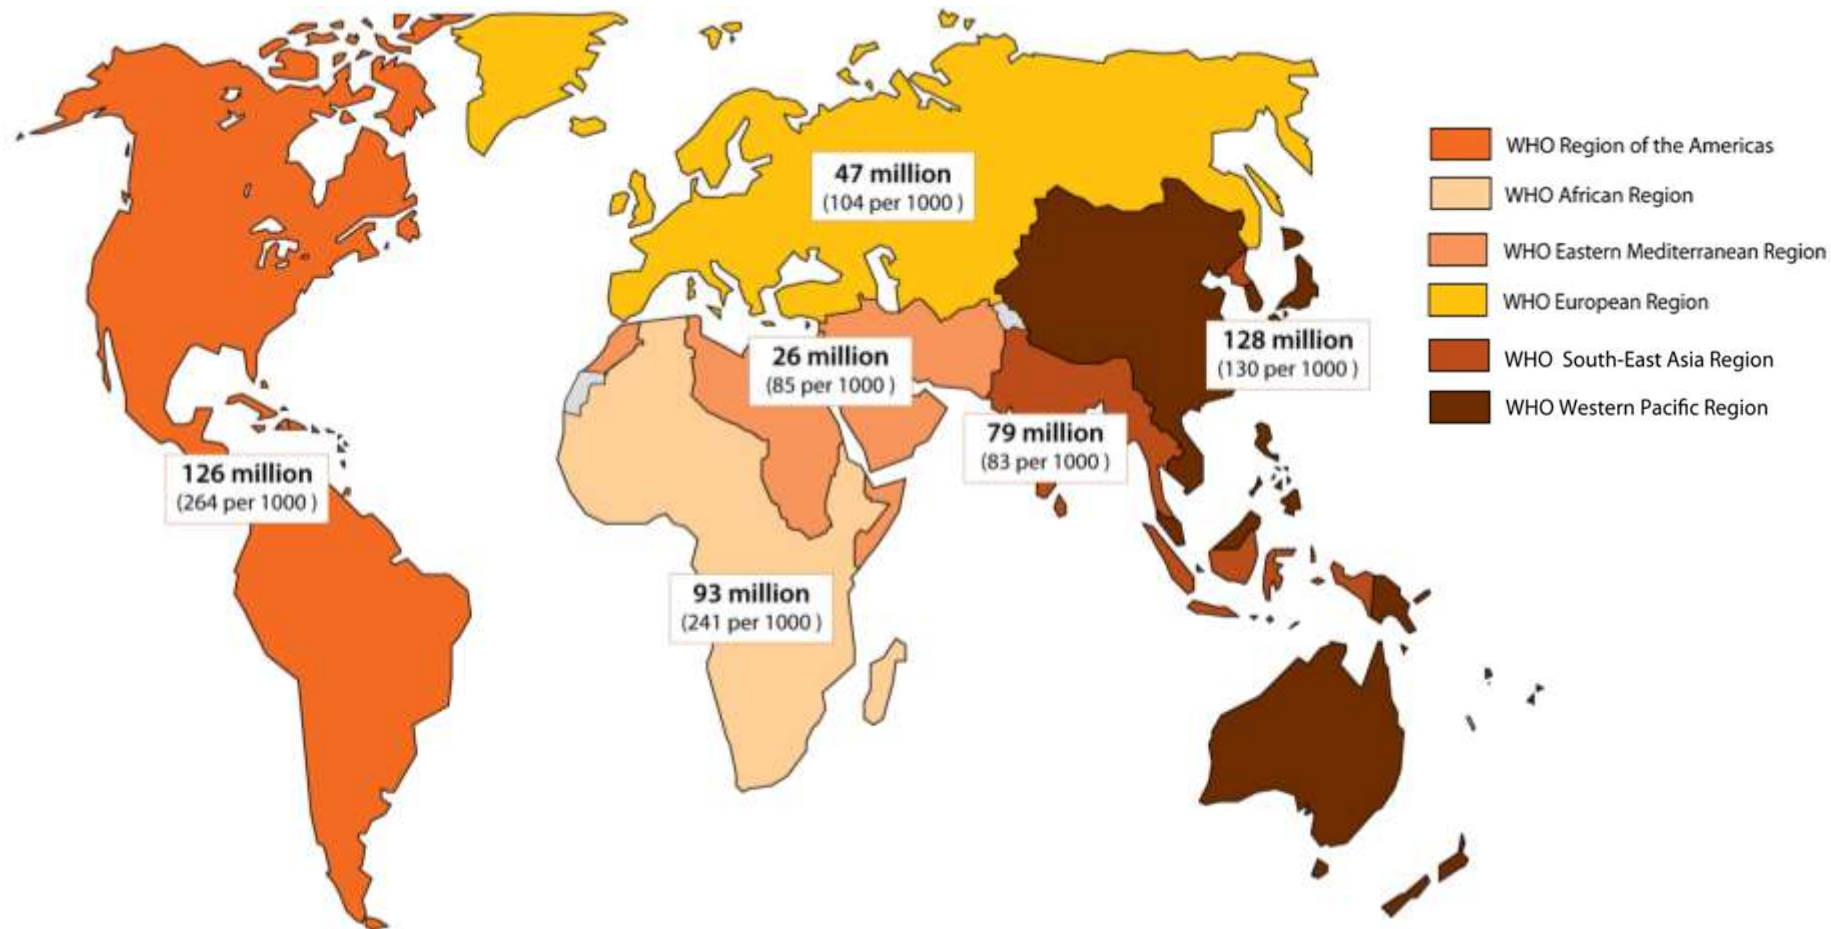 47 million
(104 per 1000 )
26 million
(85 per 1000 )
128 million
(130 per 1000 )
79 million
(83 per 1000 )
126 million
(264 per 1000 )
93 million
(241 per 1000 )
WHO Region of the Americas
WHO African Region
WHO Eastern Mediterranean Region
WHO European Region
WHO  South-East Asia Region
WHO Western Pacific Region